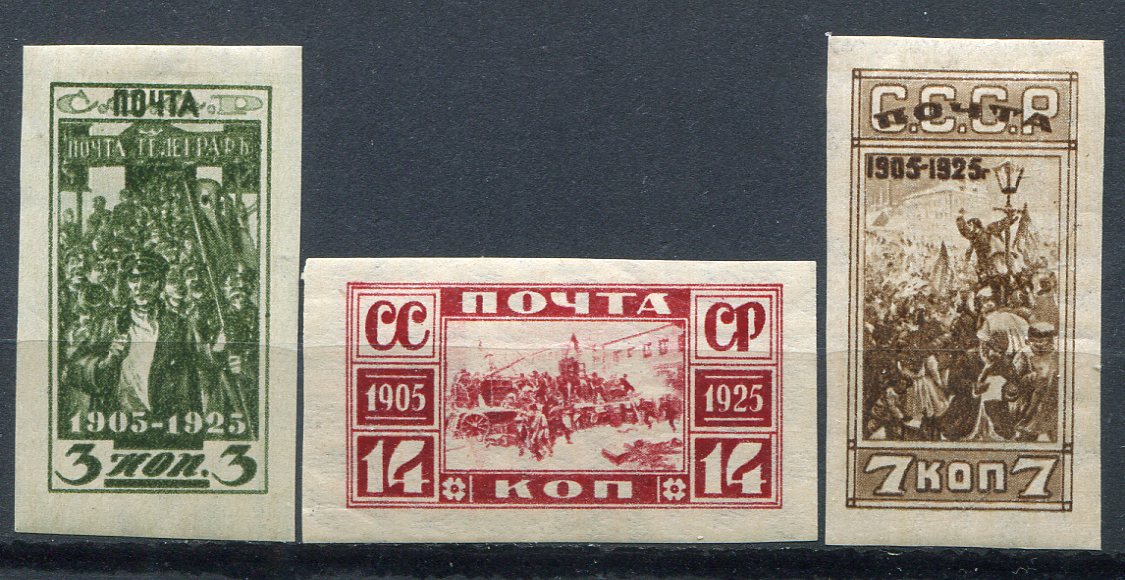 С.С.С.Р
ПОЧТА
ПОЧТА ТЕЛЕГРАФЪ
1905-1925
3 коп. 3
ПОЧТА
СС СР
1905 1925
14 14
КОП
С.С.С.Р
ПОЧТА
1905-1925г
7 КОП 7